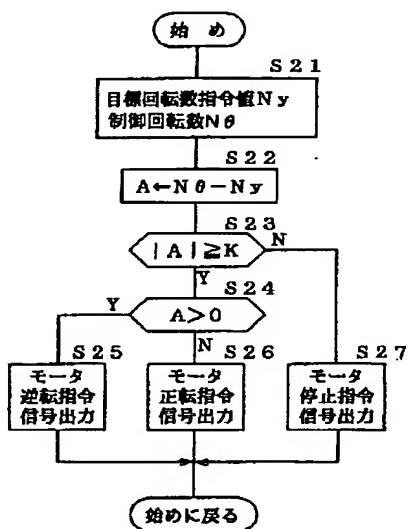 始 め
S21
目標回転数指令値Ny
制御回転数Nθ
S22
A←Nθ-Ny
S23
|A|≧K
N
Y
S24
Y
A>0
S25
N
S26
S27
モータ
逆転指令
信号出力
モータ
正転指令
信号出力
モータ
停止指令
信号出力
始めに戻る